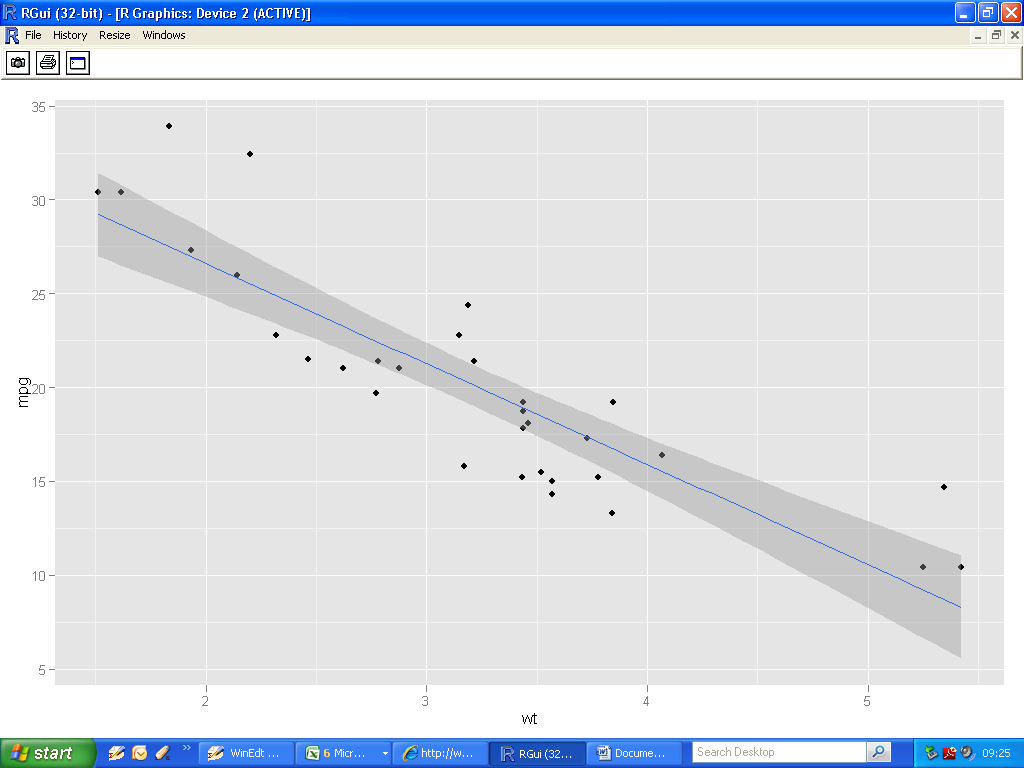 RGui (32-bit) - [R Graphics: Device 2 (ACTIVE)]
File History Resize Windows
35
30
25
20
15
10
5
mpg
2 3 4 5
wt
start
WinEdt ...
6 Micr...
http://w...
RGui (32...
Docume...
Search Desktop
09:25